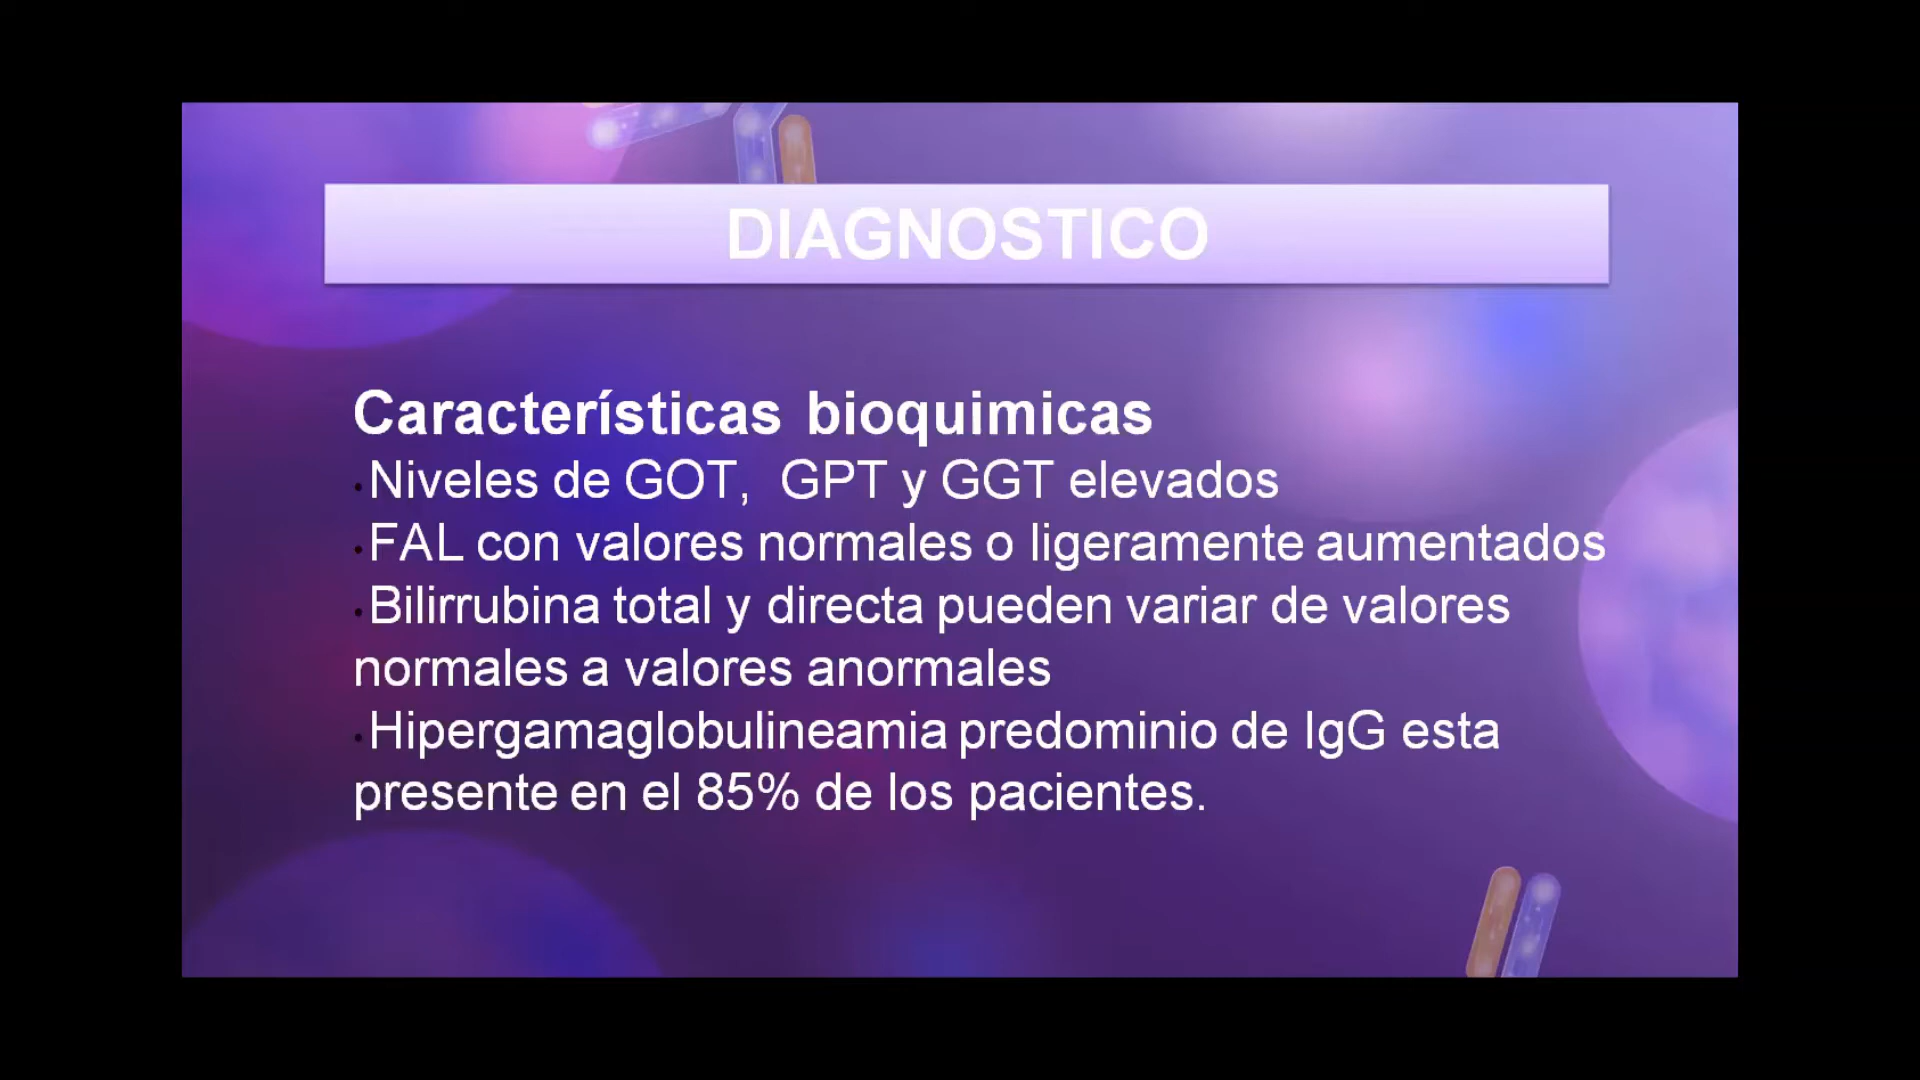 DIAGNOSTICO
Características bioquimicas
•Niveles de GOT, GPT y GGT elevados
•FAL con valores normales o ligeramente aumentados
•Bilirrubina total y directa pueden variar de valores
normales a valores anormales
•Hipergamaglobulineamia predominio de IgG esta
presente en el 85% de los pacientes.